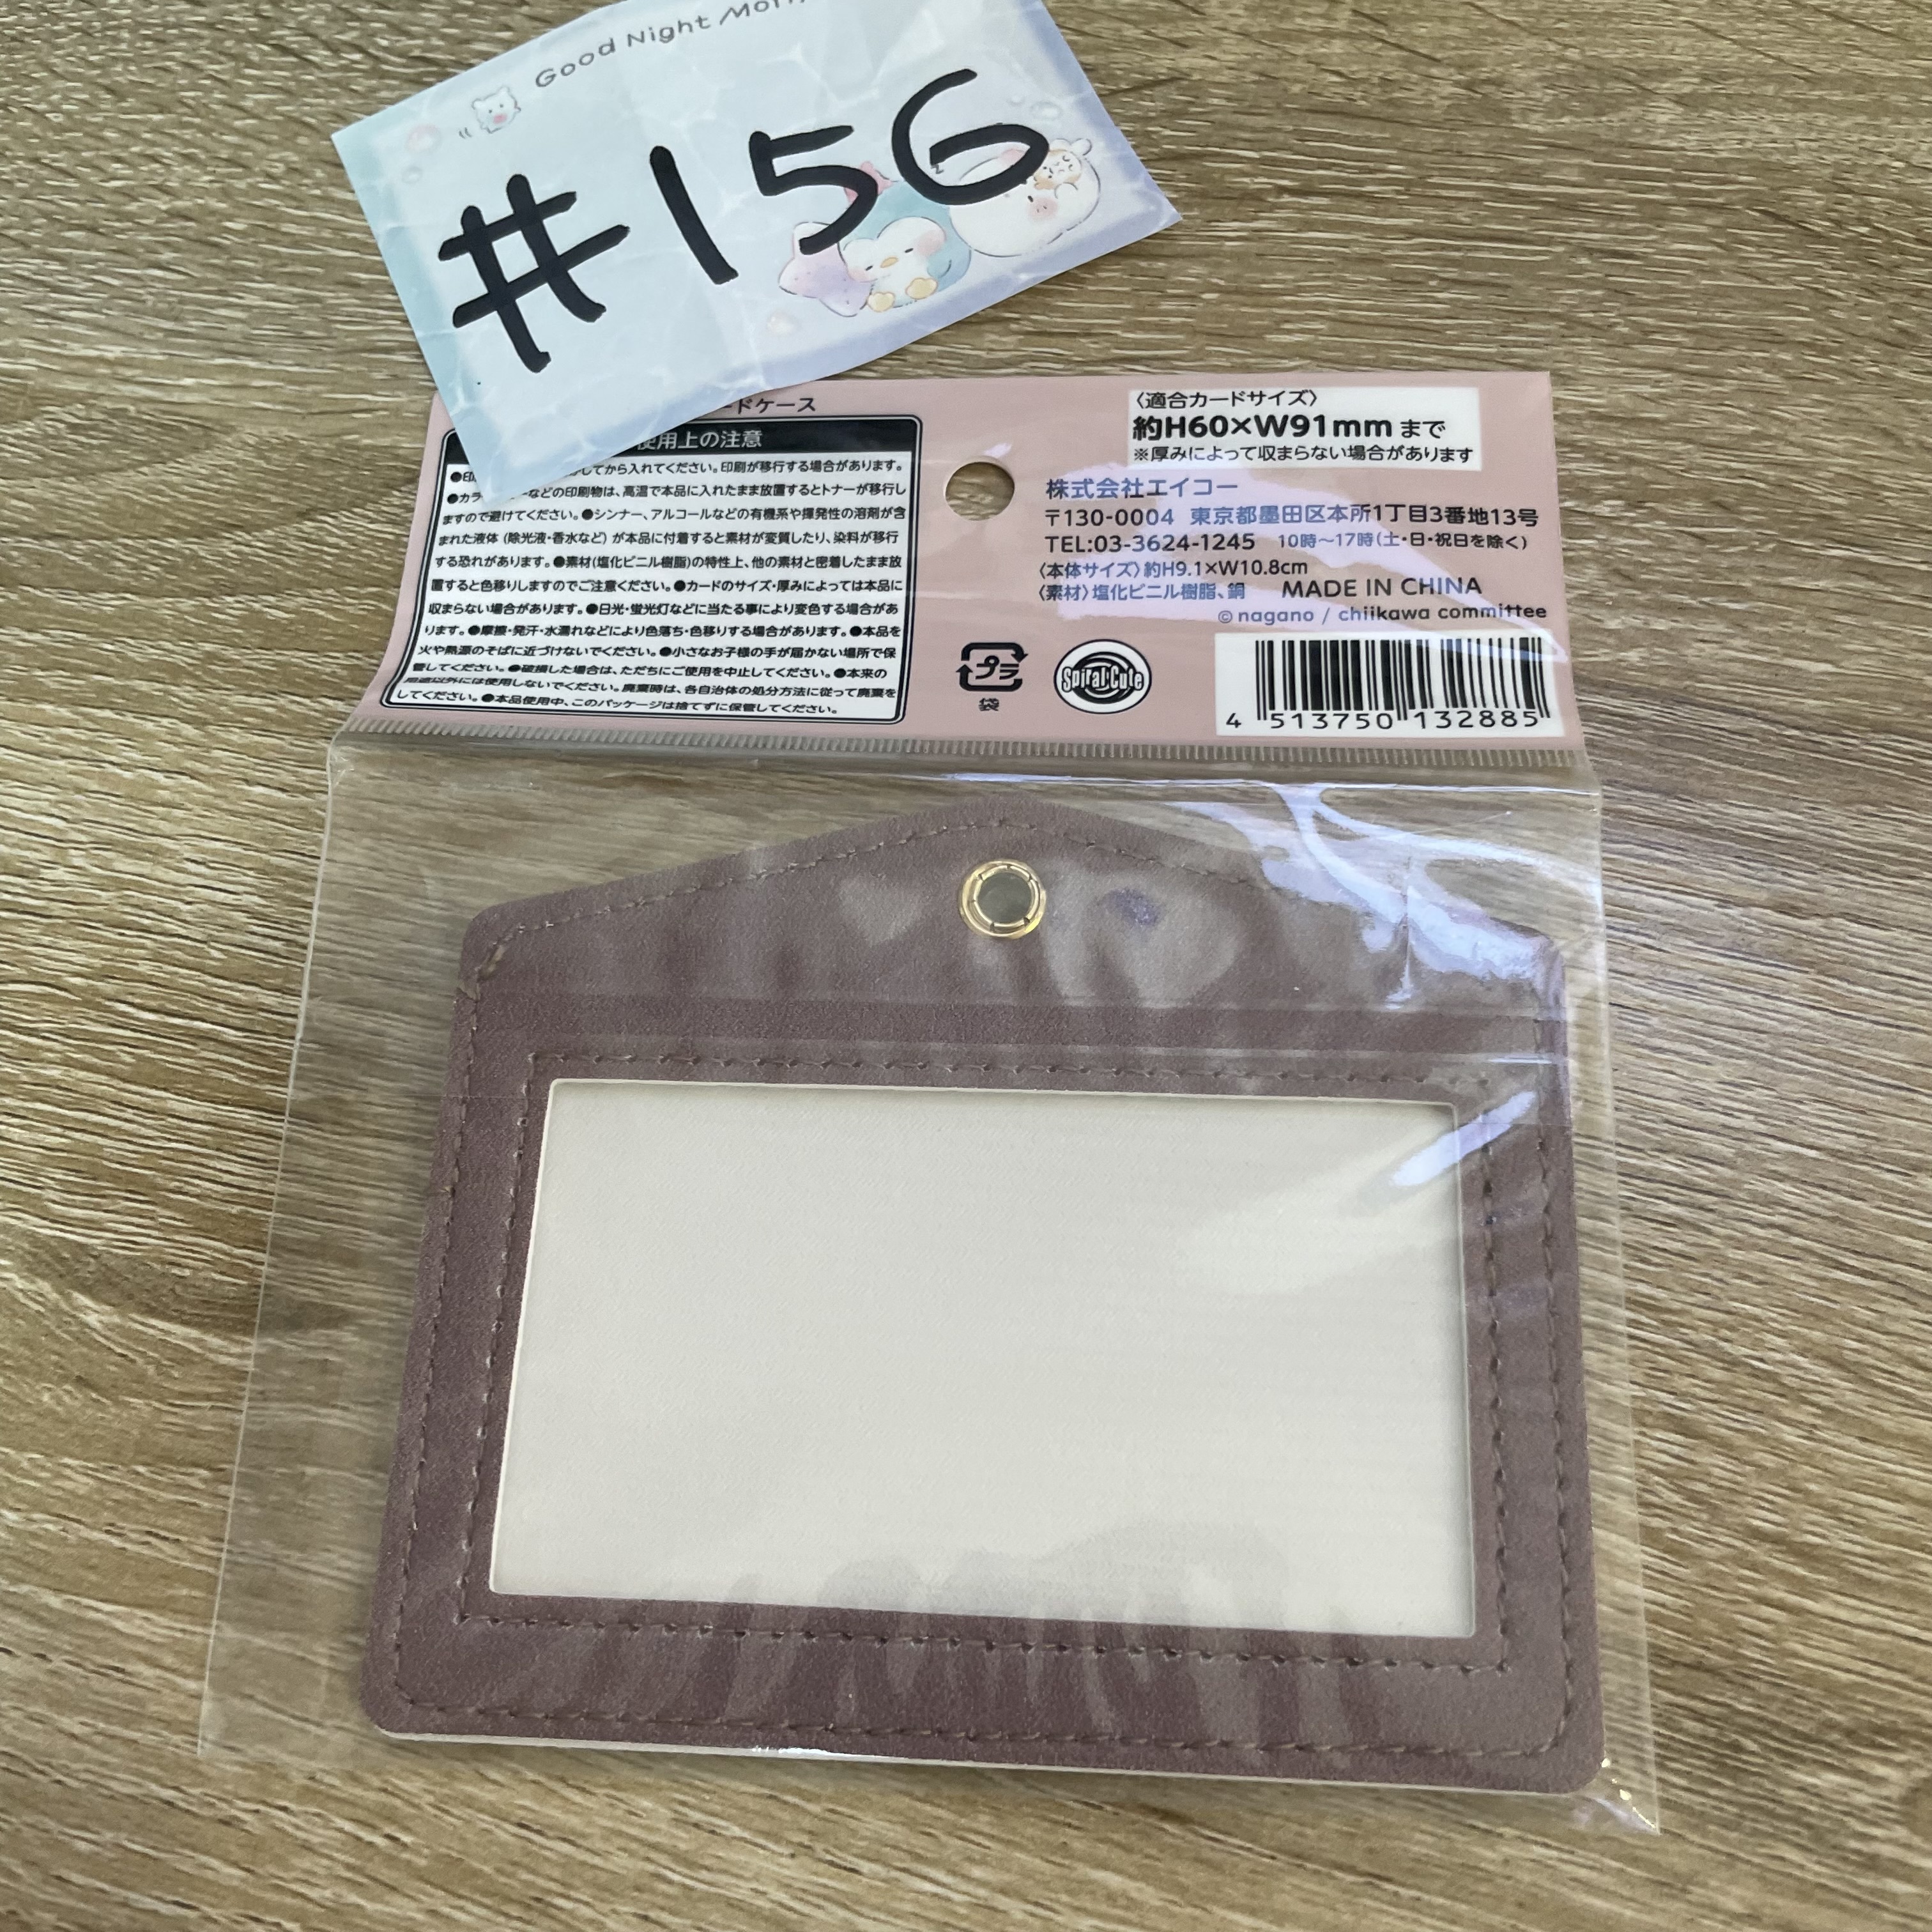 Good Night
#156
ードケース
使用上の注意
してから入れてください。印刷が移行する場合があります。
などの印刷物は、高温で本品に入れたまま放置するとトナーが移行し
ますので避けてください。●シンナー、アルコールなどの有機系や揮発性の溶剤が含
まれた液体(除光液・香水など)が本品に付着すると素材が変質したり、染料が移行
する恐れがあります。●素材(塩化ビニル樹脂)の特性上、他の素材と密着したまま放
置すると色移りしますのでご注意ください。●カードのサイズ・厚みによっては本品に
収まらない場合があります。●日光・蛍光灯などに当たる事により変色する場合があ
ります。●摩擦・発汗・水濡れなどにより色落ち・色移りする場合があります。●本品を
火や熱源のそばに近づけないでください。●小さなお子様の手が届かない場所で保
管してください。●破損した場合は、ただちにご使用を中止してください。●本来の
用途以外には使用しないでください。廃棄時は、各自治体の処分方法に従って廃棄を
してください。●本品使用中、このパッケージは捨てずに保管してください。
〈適合カードサイズ〉
約H60×W91mmまで
※厚みによって収まらない場合があります
株式会社エイコー
〒130-0004 東京都墨田区本所1丁目3番地13号
TEL:03-3624-1245 10時～17時(土・日・祝日を除く)
〈本体サイズ〉約H9.1×W10.8cm
〈素材〉塩化ビニル樹脂、鋼 MADE IN CHINA
©nagano / chiikawa committee
プラ
袋
Spiral Cute
4 513750 132885